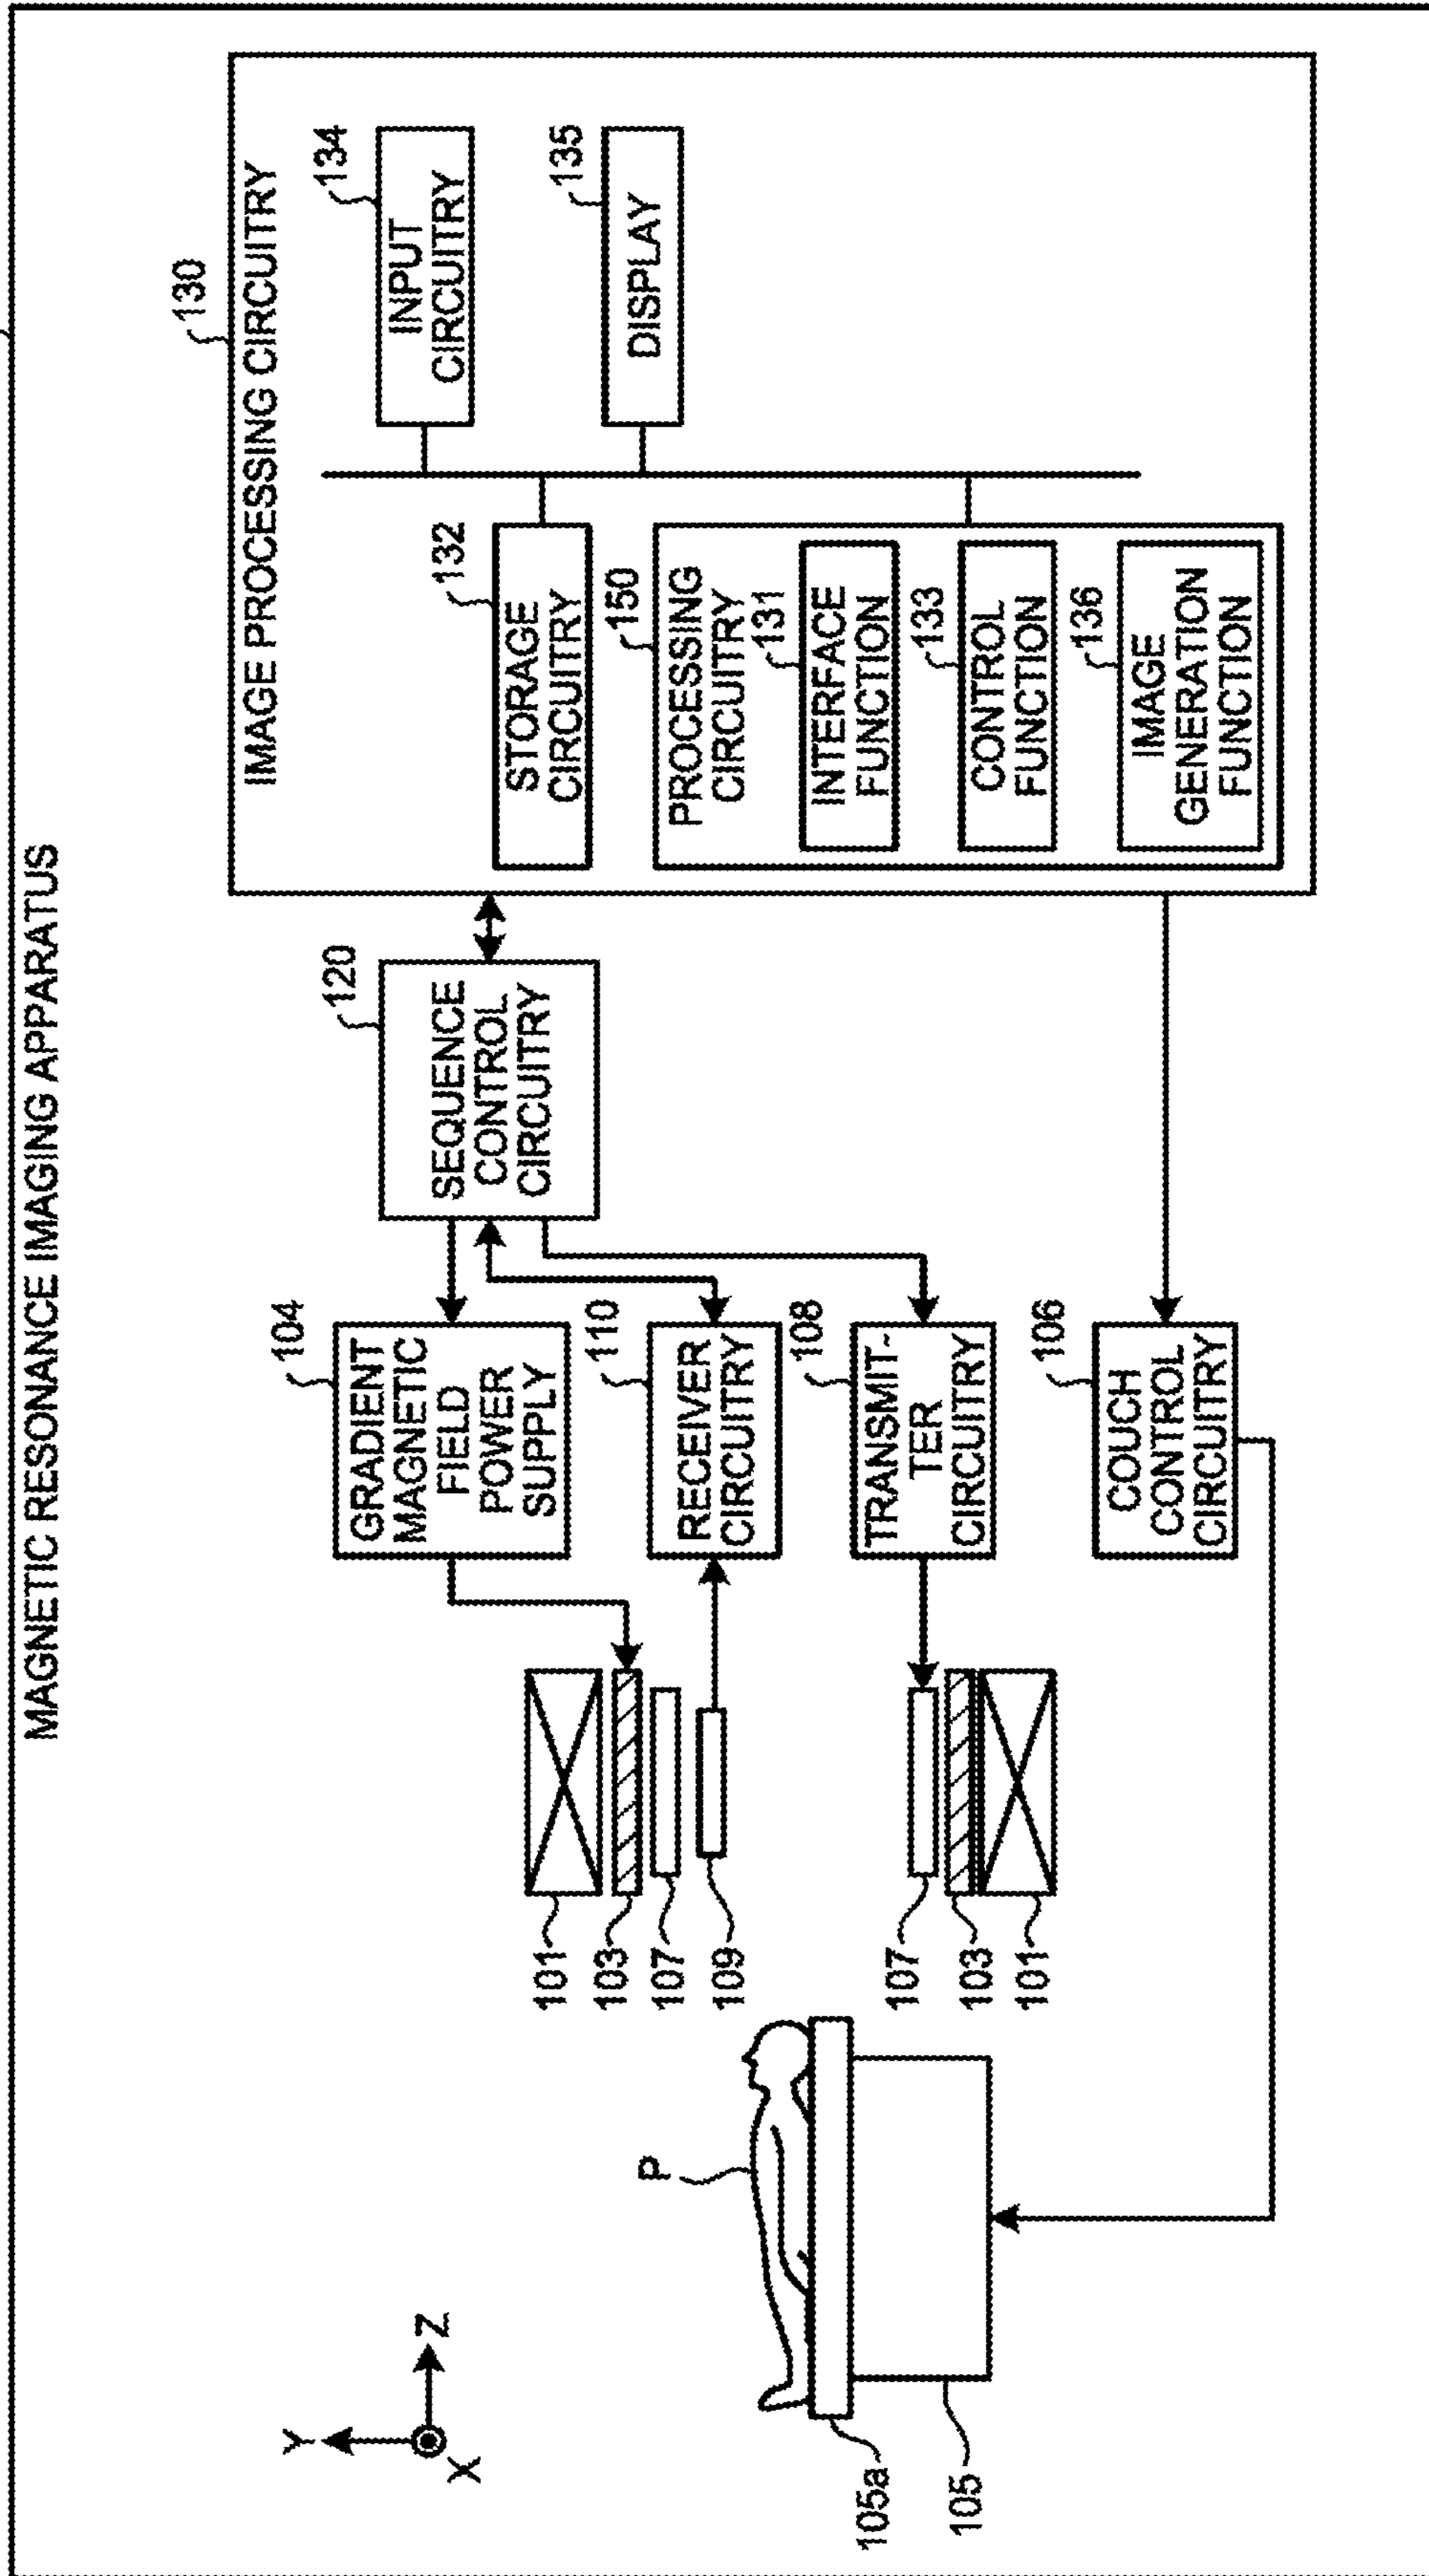 MAGNETIC RESONANCE IMAGING APPARATUS
130
IMAGE PROCESSING CIRCUITRY
134
INPUT
CIRCUITRY
135
DISPLAY
132
STORAGE
CIRCUITRY
150
PROCESSING
CIRCUITRY
131
INTERFACE
FUNCTION
133
CONTROL
FUNCTION
136
IMAGE
GENERATION
FUNCTION
120
SEQUENCE
CONTROL
CIRCUITRY
104
GRADIENT
MAGNETIC
FIELD
POWER
SUPPLY
110
RECEIVER
CIRCUITRY
108
TRANSMIT-
TER
CIRCUITRY
106
COUCH
CONTROL
CIRCUITRY
101
103
107
109
107
103
101
P
Y
Z
X
105a
105